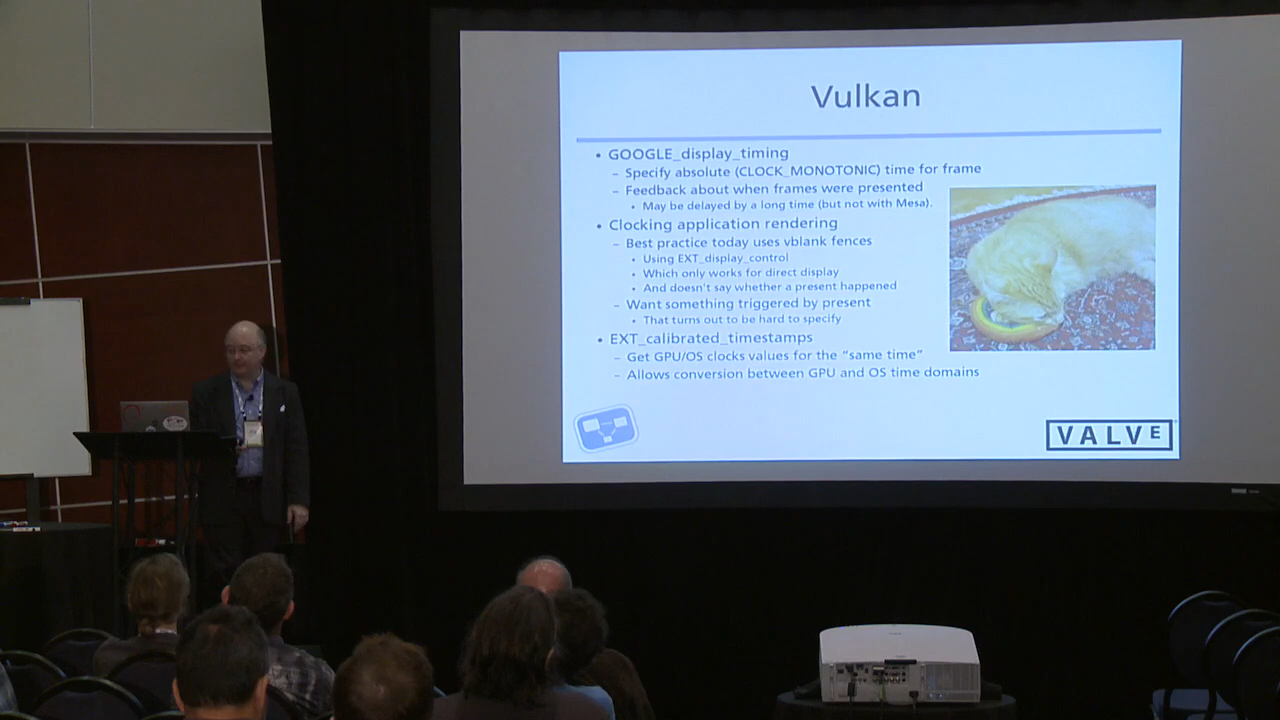 Vulkan
• GOOGLE_display_timing
– Specify absolute (CLOCK_MONOTONIC) time for frame
– Feedback about when frames were presented
• May be delayed by a long time (but not with Mesa).
• Clocking application rendering
– Best practice today uses vblank fences
• Using EXT_display_control
• Which only works for direct display
• And doesn't say whether a present happened
– Want something triggered by present
• That turns out to be hard to specify
• EXT_calibrated_timestamps
– Get GPU/OS clocks values for the “same time”
– Allows conversion between GPU and OS time domains
VALVE